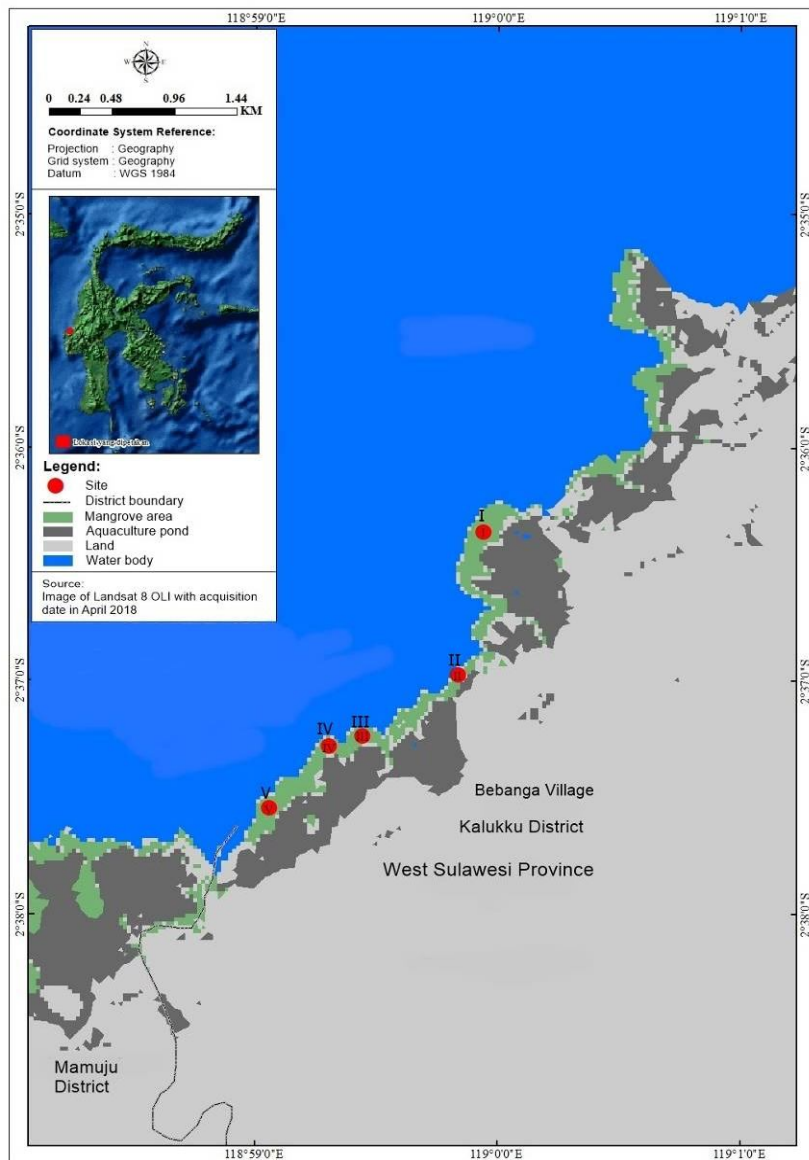 118°59'0"E 119°0'0"E 119°1'0"E
N
W E
S
0 0.24 0.48 0.96 1.44
KM
Coordinate System Reference:
Projection : Geography
Grid system : Geography
Datum : WGS 1984
2°35'0"S 2°35'0"S
Legend:
Site
District boundary
Mangrove area
Aquaculture pond
Land
Water body
Source:
Image of Landsat 8 OLI with acquisition
date in April 2018
2°36'0"S 2°36'0"S
I
I
II
II
2°37'0"S 2°37'0"S
IV III
IV III
V
V
Bebanga Village
Kalukku District
West Sulawesi Province
2°38'0"S 2°38'0"S
Mamuju
District
118°59'0"E 119°0'0"E 119°1'0"E